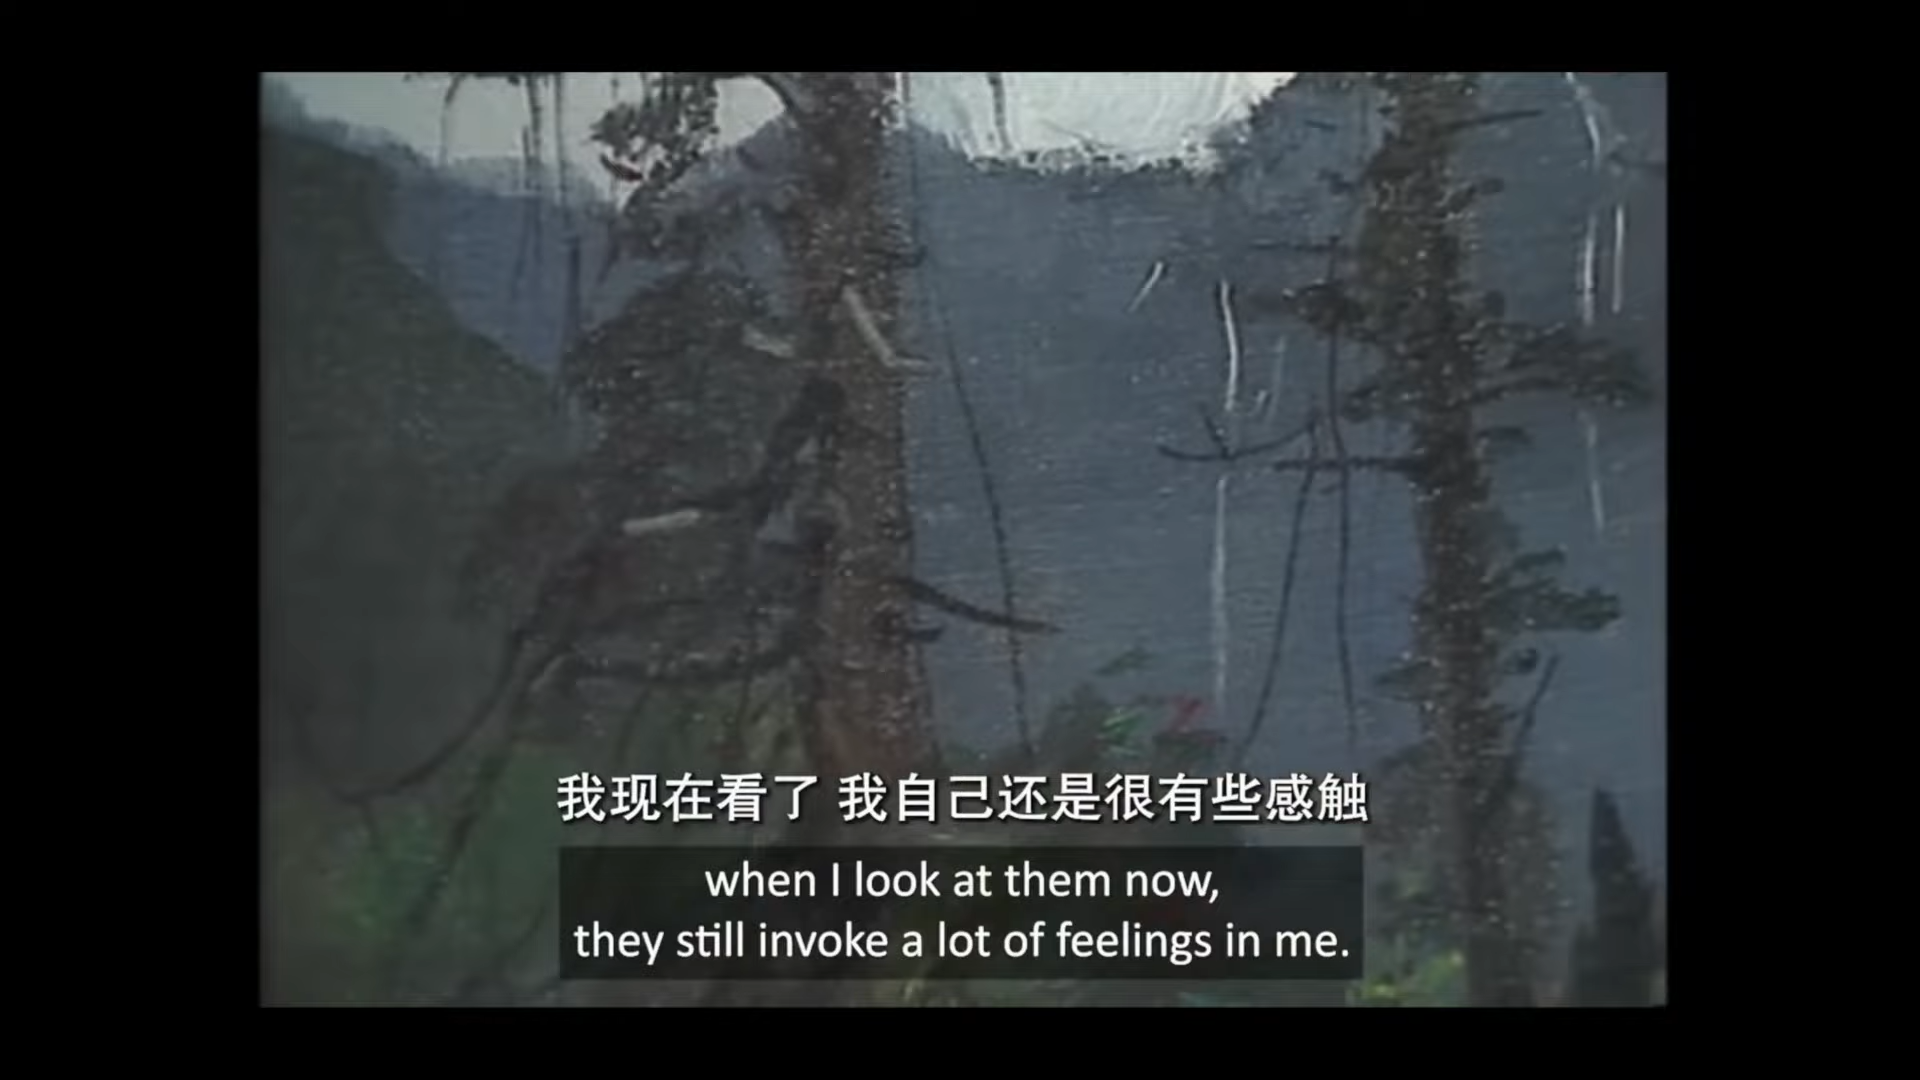 我现在看了 我自己还是很有些感触
when I look at them now,
they still invoke a lot of feelings in me.